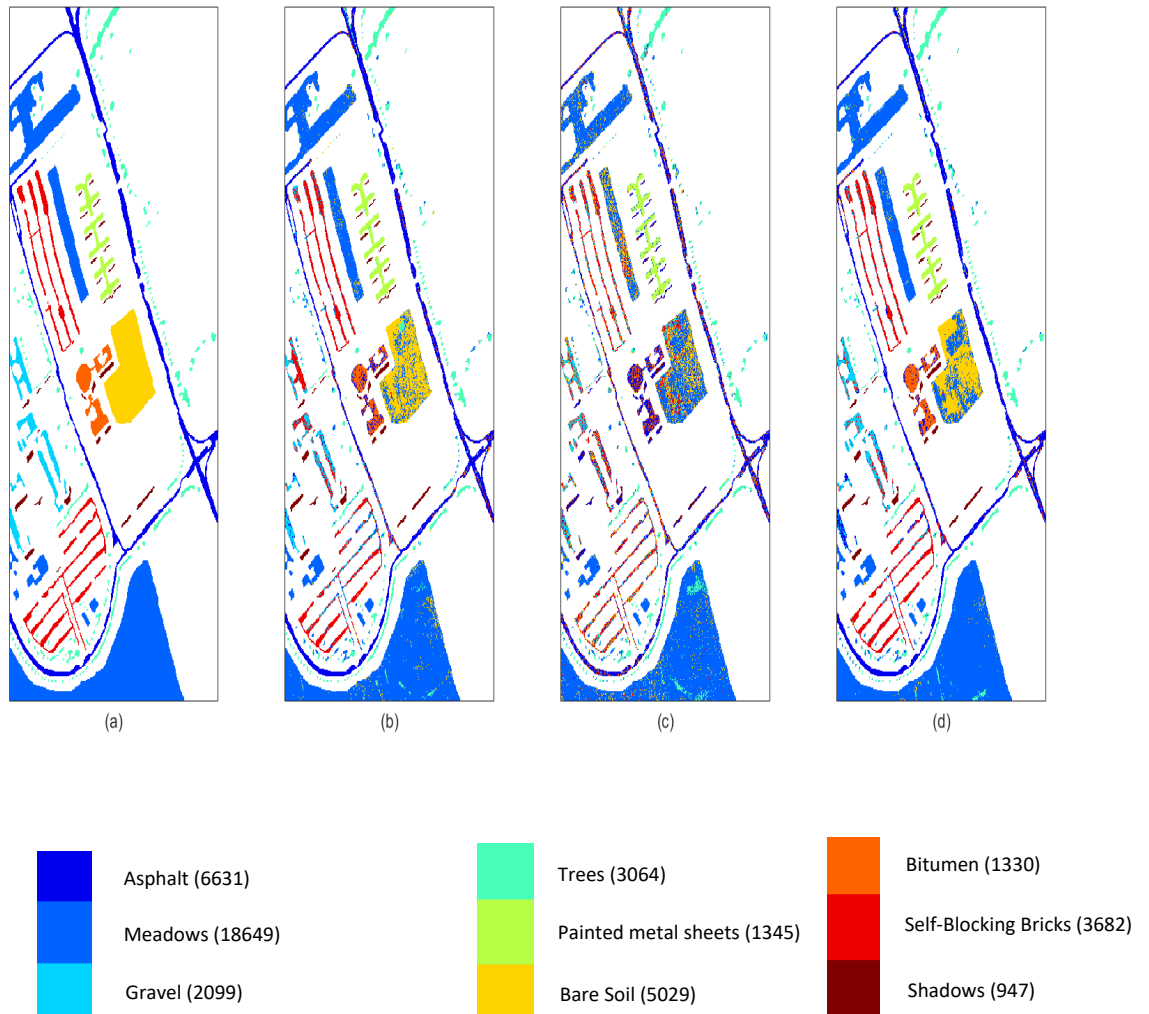 (a)
(b)
(c)
(d)
Asphalt (6631)
Meadows (18649)
Gravel (2099)
Trees (3064)
Painted metal sheets (1345)
Bare Soil (5029)
Bitumen (1330)
Self-Blocking Bricks (3682)
Shadows (947)